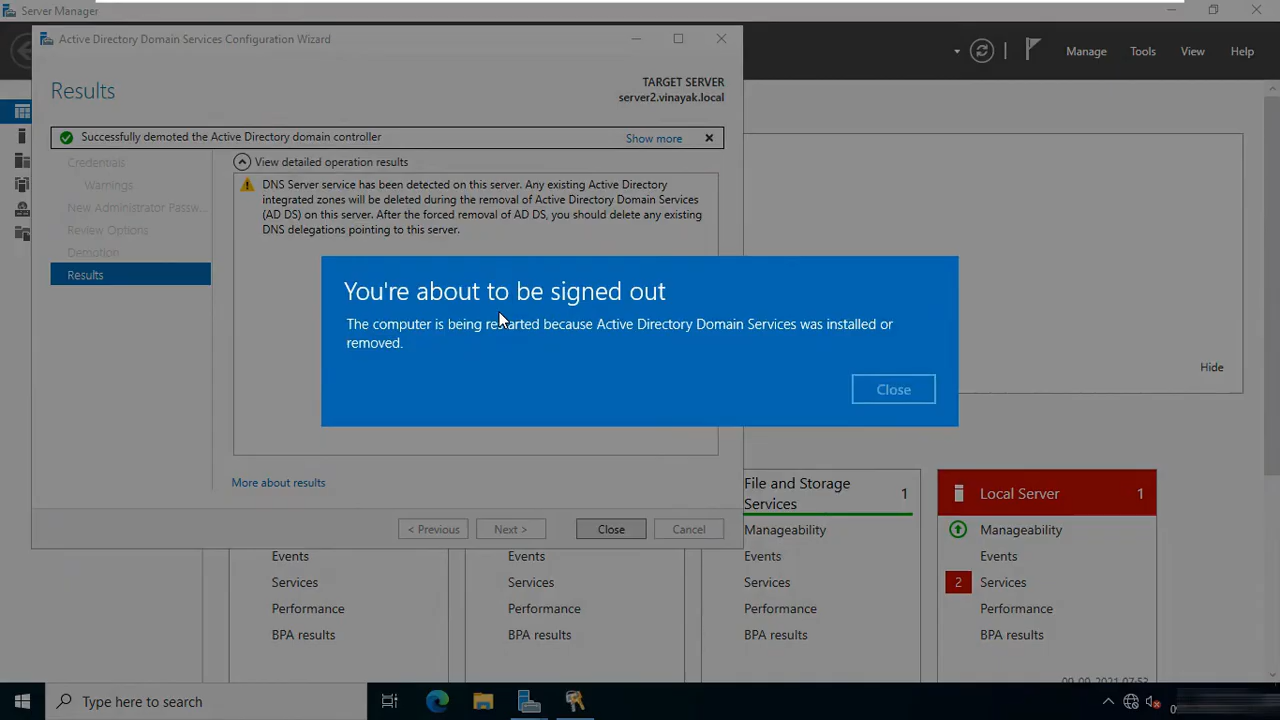 Server Manager
Manage
Tools
View
Help
Active Directory Domain Services Configuration Wizard
Results
TARGET SERVER
server2.vinayak.local
Successfully demoted the Active Directory domain controller
Show more
Credentials
Warnings
New Administrator Passw...
Review Options
Demotion
Results
View detailed operation results
DNS Server service has been detected on this server. Any existing Active Directory
integrated zones will be deleted during the removal of Active Directory Domain Services
(AD DS) on this server. After the forced removal of AD DS, you should delete any existing
DNS delegations pointing to this server.
You're about to be signed out
The computer is being restarted because Active Directory Domain Services was installed or
removed.
Close
Hide
More about results
< Previous
Next >
Close
Cancel
Events
Services
Performance
BPA results
Events
Services
Performance
BPA results
File and Storage
Services
1
Manageability
Events
Services
Performance
BPA results
Local Server
1
Manageability
Events
2
Services
Performance
BPA results
09-09-2021 07:53
Type here to search